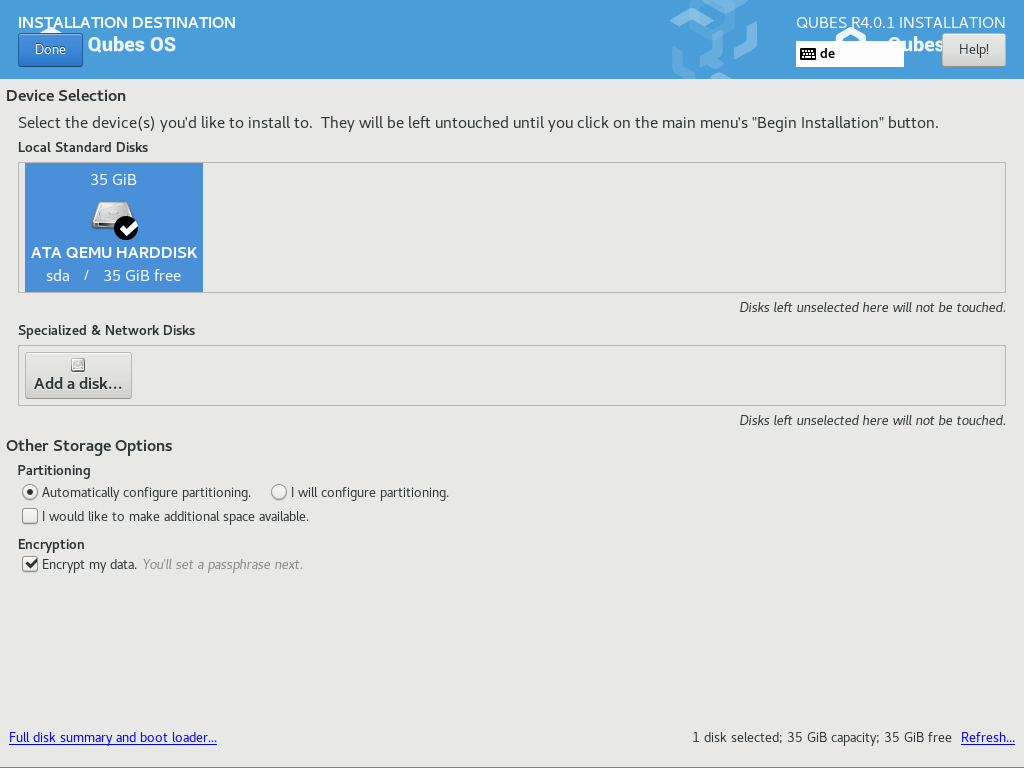 INSTALLATION DESTINATION
QUBES R4.0.1 INSTALLATION
Done
Qubes OS
de
Qubes
Help!
Device Selection
Select the device(s) you'd like to install to.  They will be left untouched until you click on the main menu's "Begin Installation" button.
Local Standard Disks
35 GiB
ATA QEMU HARDDISK
sda / 35 GiB free
Disks left unselected here will not be touched.
Specialized & Network Disks
Add a disk...
Disks left unselected here will not be touched.
Other Storage Options
Partitioning
Automatically configure partitioning. I will configure partitioning.
I would like to make additional space available.
Encryption
Encrypt my data. You'll set a passphrase next.
Full disk summary and boot loader... 1 disk selected; 35 GiB capacity; 35 GiB free Refresh...